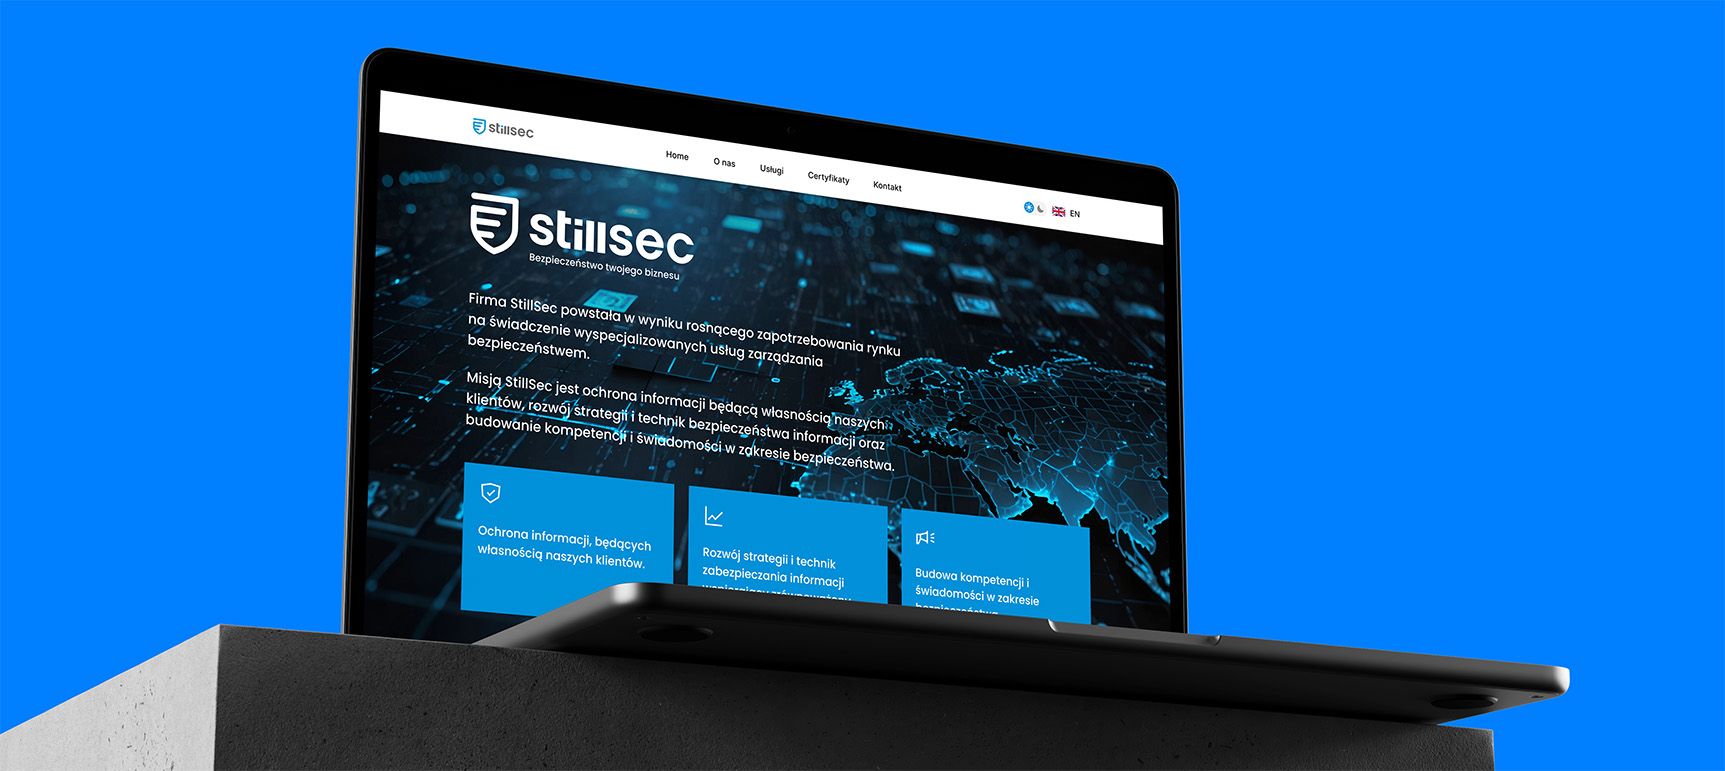 stillsec
Home
O nas
Usługi
Certyfikaty
Kontakt
EN
stillsec
Bezpieczeństwo twojego biznesu
Firma StillSec powstała w wyniku rosnącego zapotrzebowania rynku
na świadczenie wyspecjalizowanych usług zarządzania
bezpieczeństwem.
Misją StillSec jest ochrona informacji będącą własnością naszych
klientów, rozwój strategii i technik bezpieczeństwa informacji oraz
budowanie kompetencji i świadomości w zakresie bezpieczeństwa.
Ochrona informacji, będących
własnością naszych klientów.
Rozwój strategii i technik
zabezpieczania informacji
Budowa kompetencji i
świadomości w zakresie